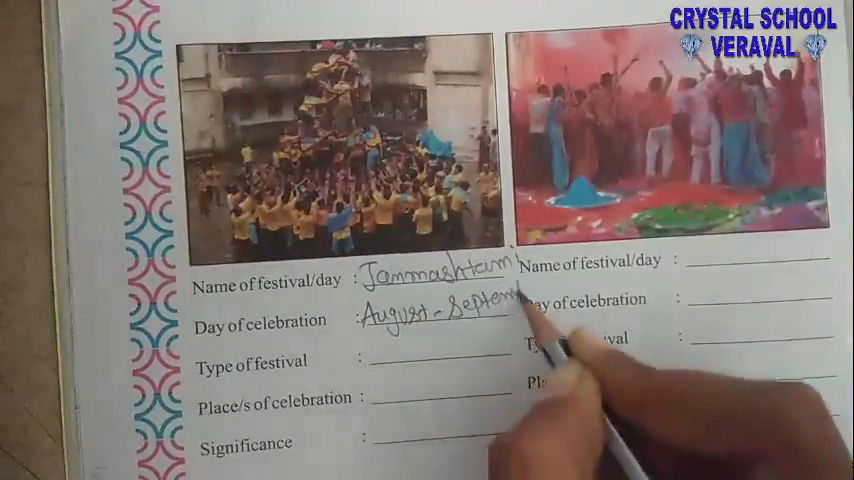 CRYSTAL SCHOOL
VERAVAL
Name of festival/day : Janmashtami
Day of celebration : August - Septem
Type of festival :
Place/s of celebration :
Significance :
Name of festival/day :
Day of celebration :
: